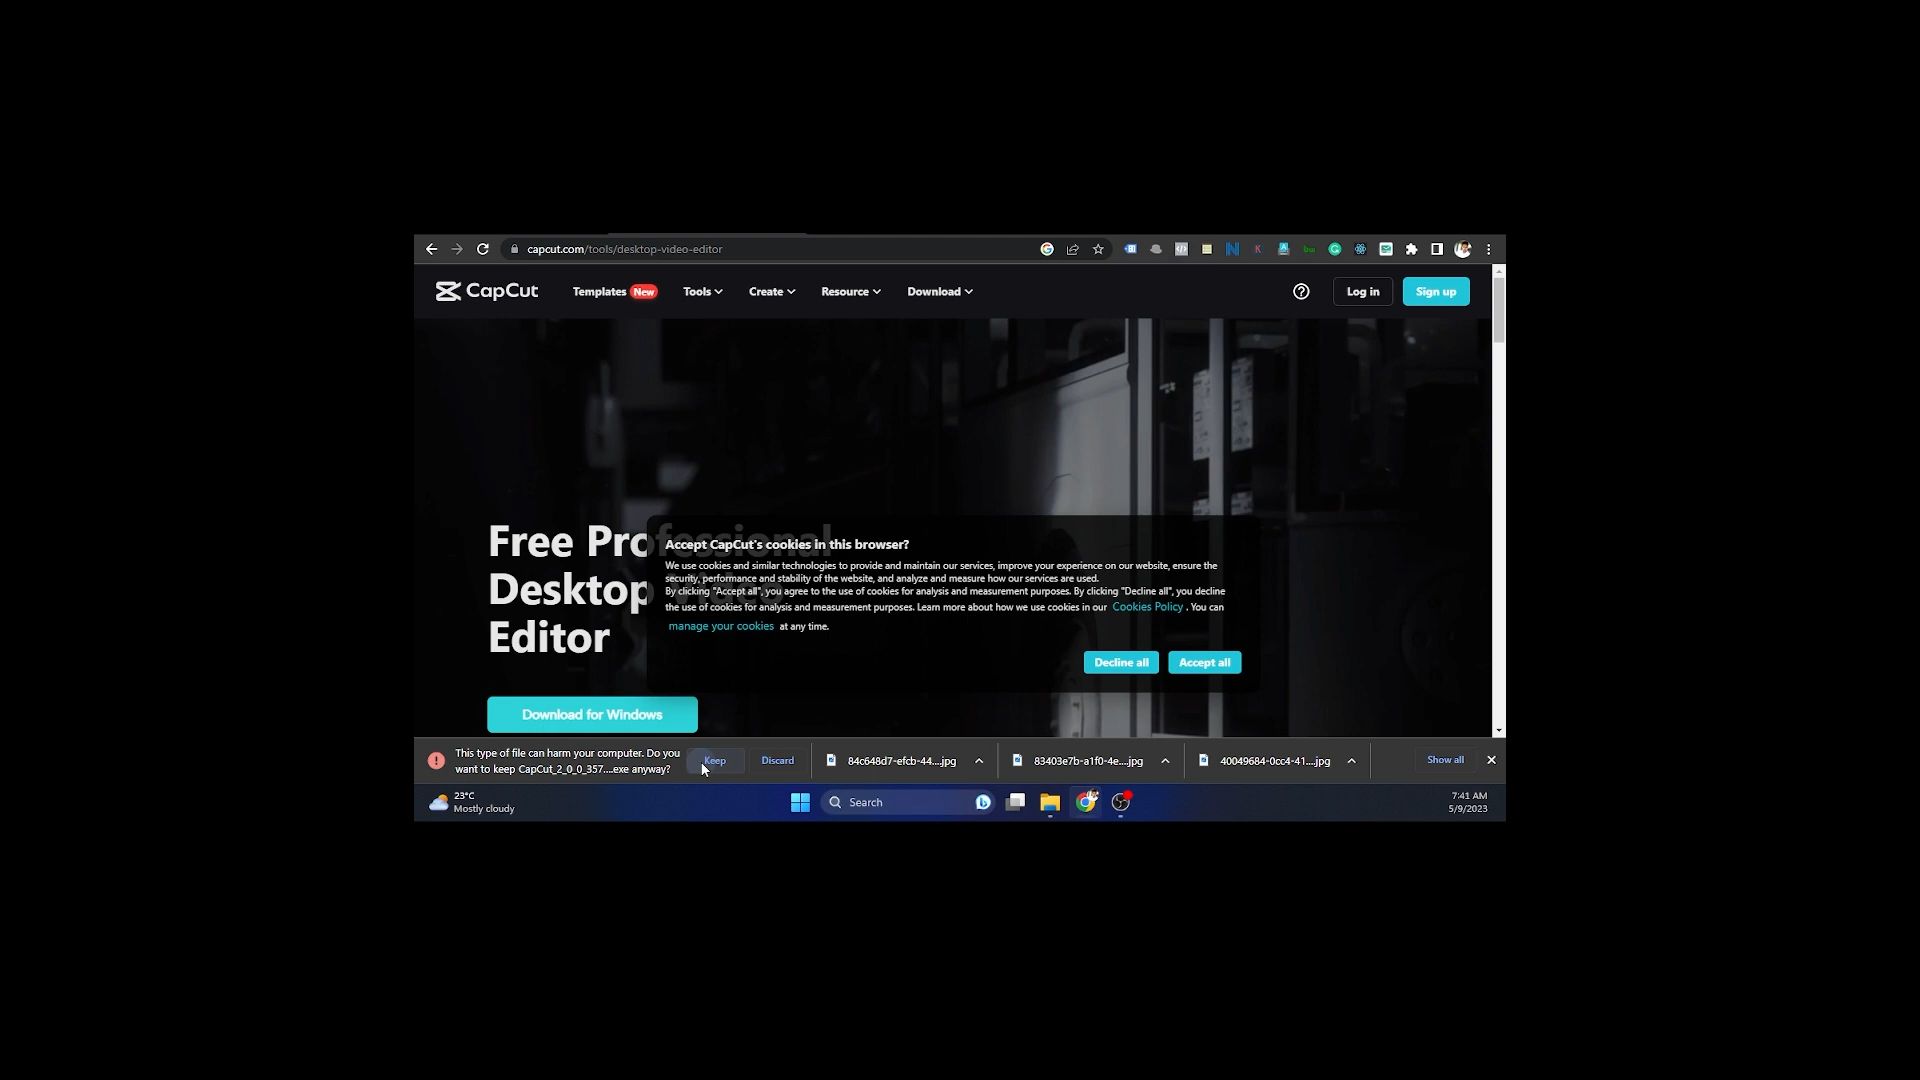 capcut.com/tools/desktop-video-editor
CapCut
Templates New
Tools
Create
Resource
Download
Log in
Sign up
Free Professional
Desktop Video
Editor
Accept CapCut's cookies in this browser?
We use cookies and similar technologies to provide and maintain our services, improve your experience on our website, ensure the
security, performance and stability of the website, and analyze and measure how our services are used.
By clicking "Accept all", you agree to the use of cookies for analysis and measurement purposes. By clicking "Decline all", you decline
the use of cookies for analysis and measurement purposes. Learn more about how we use cookies in our Cookies Policy . You can
manage your cookies at any time.
Decline all
Accept all
Download for Windows
This type of file can harm your computer. Do you
want to keep CapCut_2_0_0_357....exe anyway?
Keep
Discard
84c648d7-efcb-44....jpg
83403e7b-a1f0-4e....jpg
40049684-0cc4-41....jpg
Show all
23°C
Mostly cloudy
Search
7:41 AM
5/9/2023